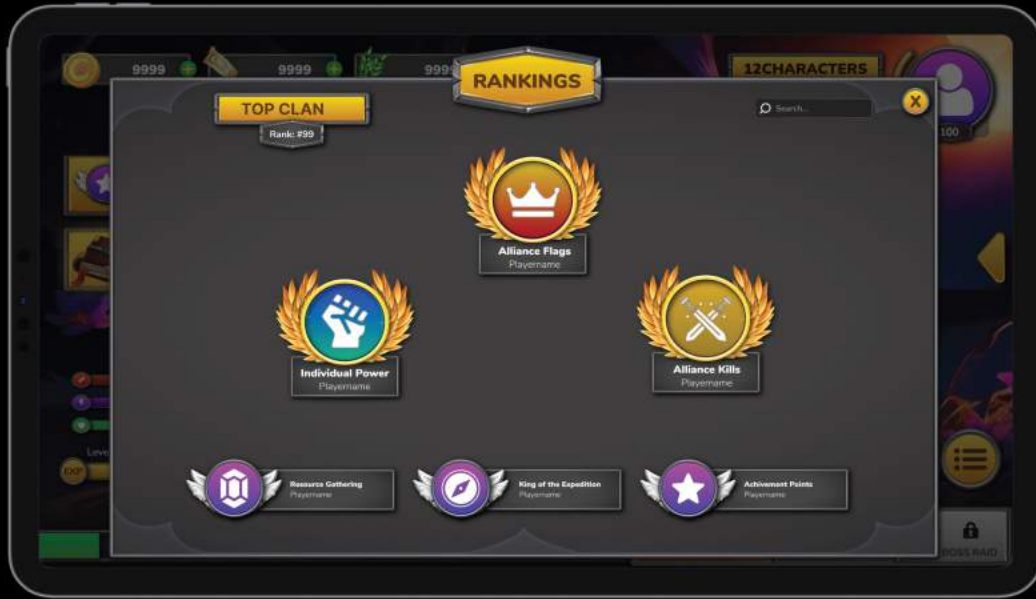 9999
9999
999
RANKINGS
12CHARACTERS
TOP CLAN
Rank: #99
Search...
X
100
Alliance Flags
Playername
Individual Power
Playername
Alliance Kills
Playername
Leve
EXP
Resource Gathering
Playername
King of the Expedition
Playername
Achivement Points
Playername
BOSS RAID